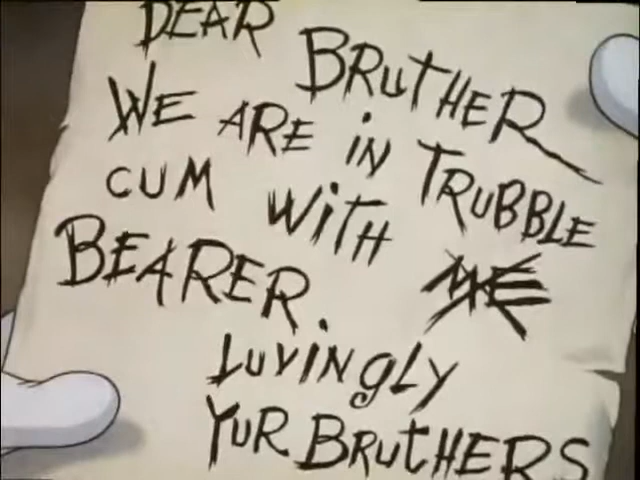 DEAR BRUTHER
WE ARE IN TRUBBLE
CUM WITH ME
BEARER.
LUVINGLY
YUR BRUTHERS